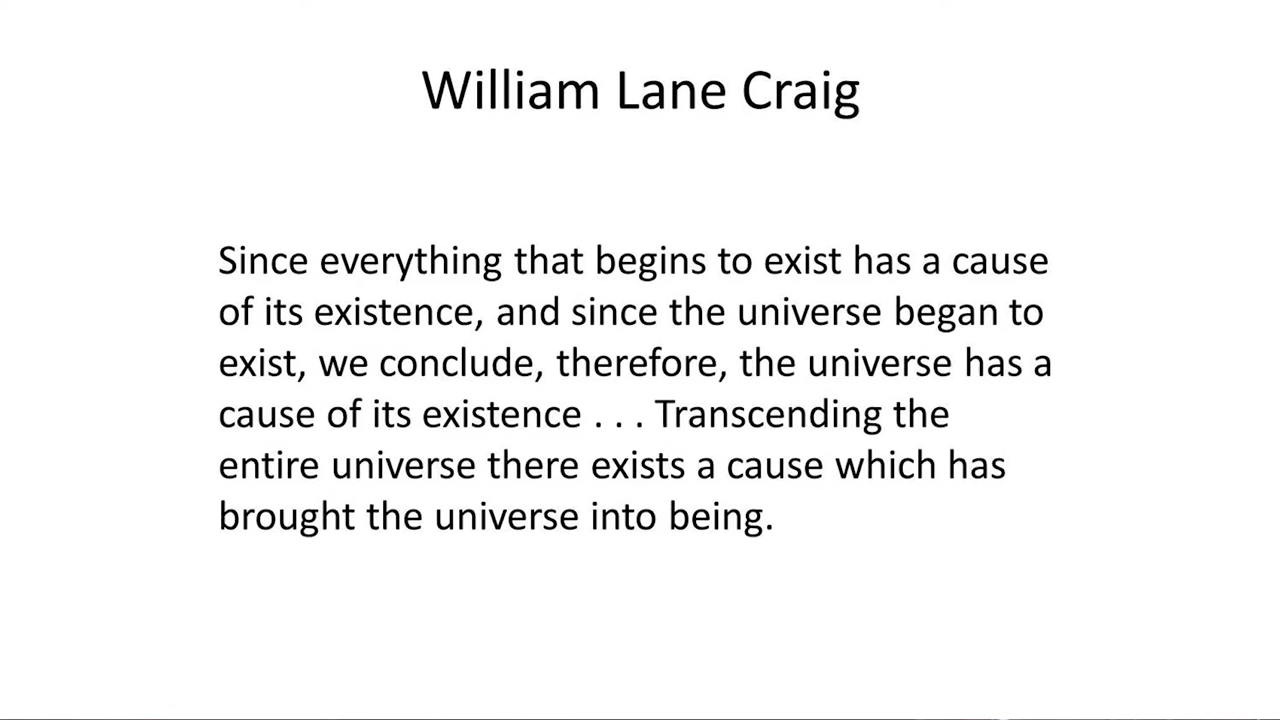 William Lane Craig
Since everything that begins to exist has a cause
of its existence, and since the universe began to
exist, we conclude, therefore, the universe has a
cause of its existence . . . Transcending the
entire universe there exists a cause which has
brought the universe into being.